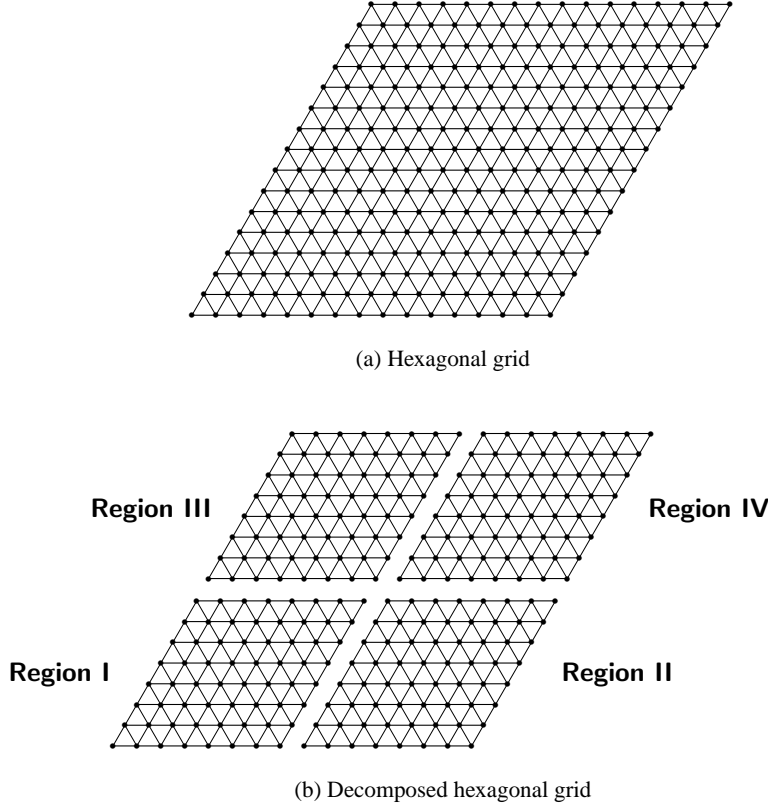 (a) Hexagonal grid
Region III
Region IV
Region I
Region II
(b) Decomposed hexagonal grid